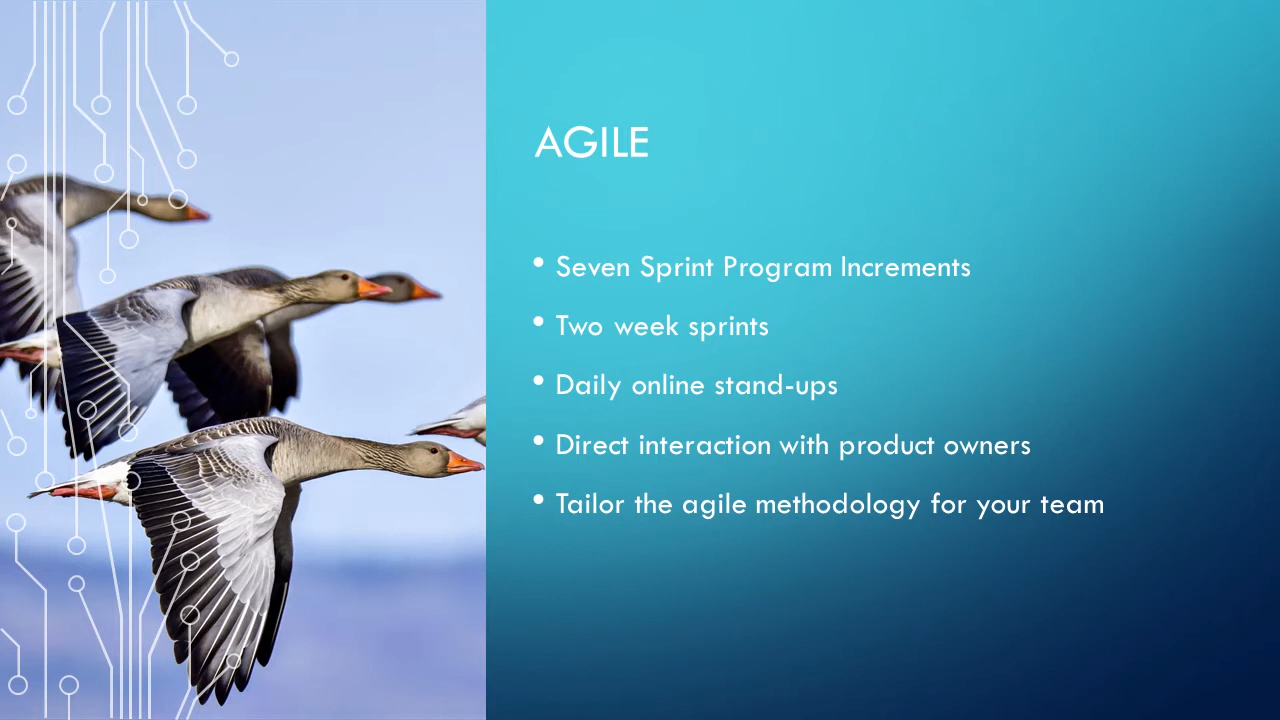 AGILE
• Seven Sprint Program Increments
• Two week sprints
• Daily online stand-ups
• Direct interaction with product owners
• Tailor the agile methodology for your team